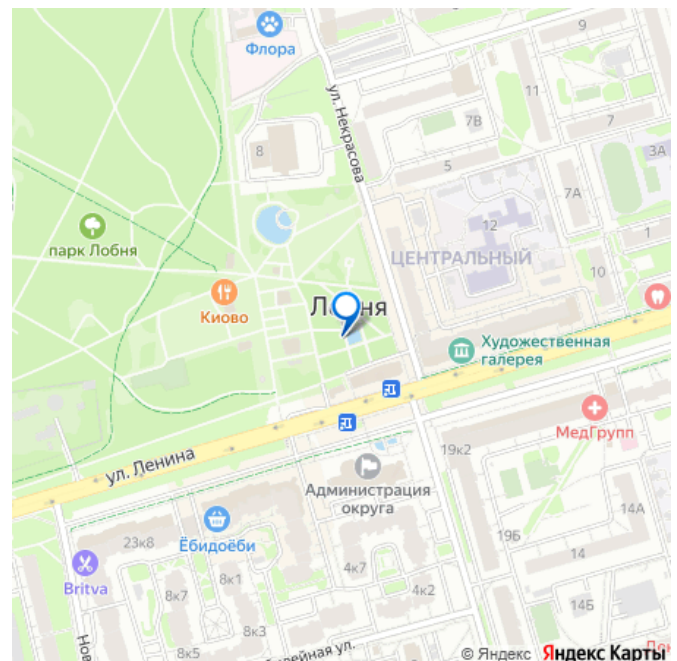 Флора
9
ул. Некрасова
11
7В
7
8
5
3А
7А
12
парк Лобня
ЦЕНТРАЛЬНЫЙ
1
10
Киово
Художественная
галерея
МедГрупп
19к2
ул. Ленина
Администрация
округа
14А
19Б
Ёбидоёби
23к8
14
Britva
8к1
4к7
8к7
4к2
14Б
8к3
8к5
© Яндекс Яндекс Карты